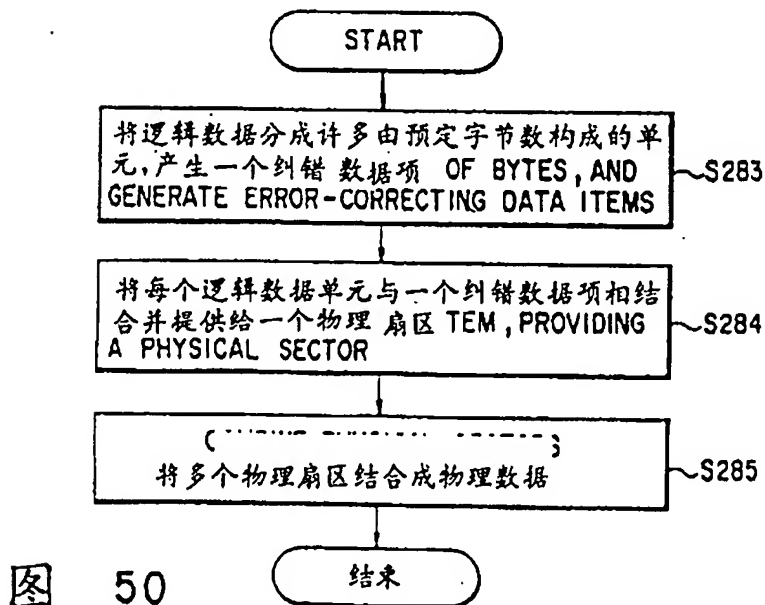 START
将逻辑数据分成许多由预定字节数构成的单
元,产生一个纠错数据项 OF BYTES, AND
GENERATE ERROR-CORRECTING DATA ITEMS
S283
将每个逻辑数据单元与一个纠错数据项相结
合并提供给一个物理扇区 TEM, PROVIDING
A PHYSICAL SECTOR
S284
将多个物理扇区结合成物理数据
S285
结束
图 50